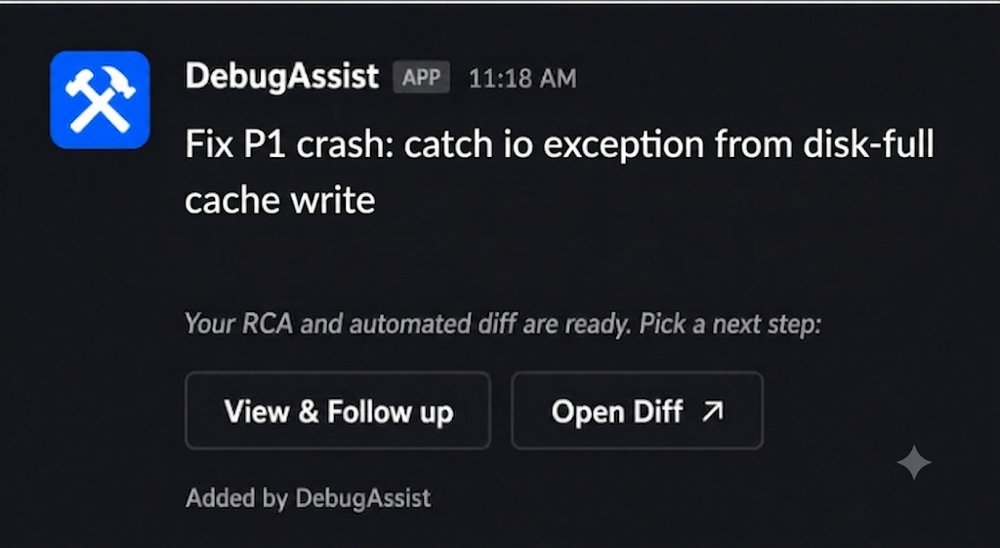 DebugAssist APP 11:18 AM
Fix P1 crash: catch io exception from disk-full
cache write
Your RCA and automated diff are ready. Pick a next step:
View & Follow up Open Diff ↗
Added by DebugAssist